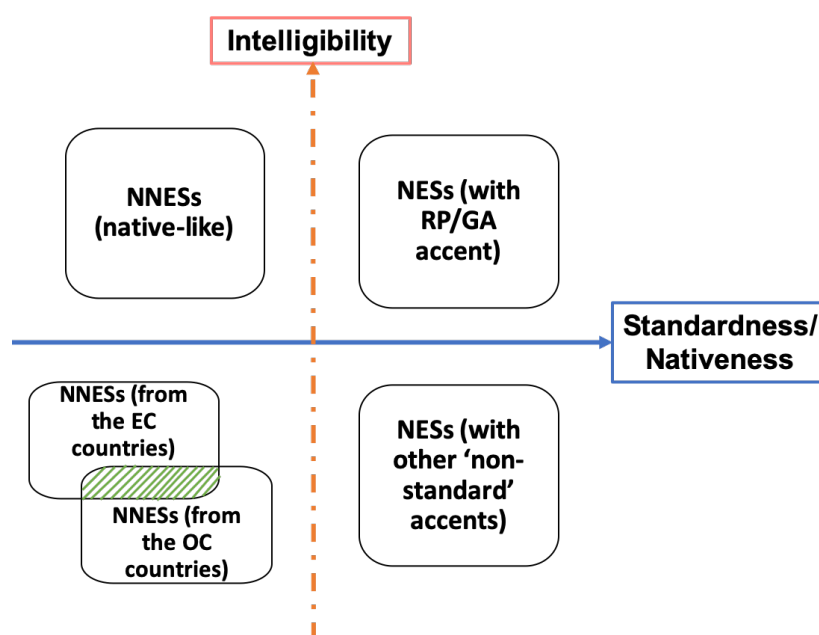 Intelligibility
NNESs
(native-like)
NESs (with
RP/GA
accent)
Standardness/
Nativeness
NNESs (from
the EC
countries)
NNESs (from
the OC
countries)
NESs (with
other ‘non-
standard’
accents)